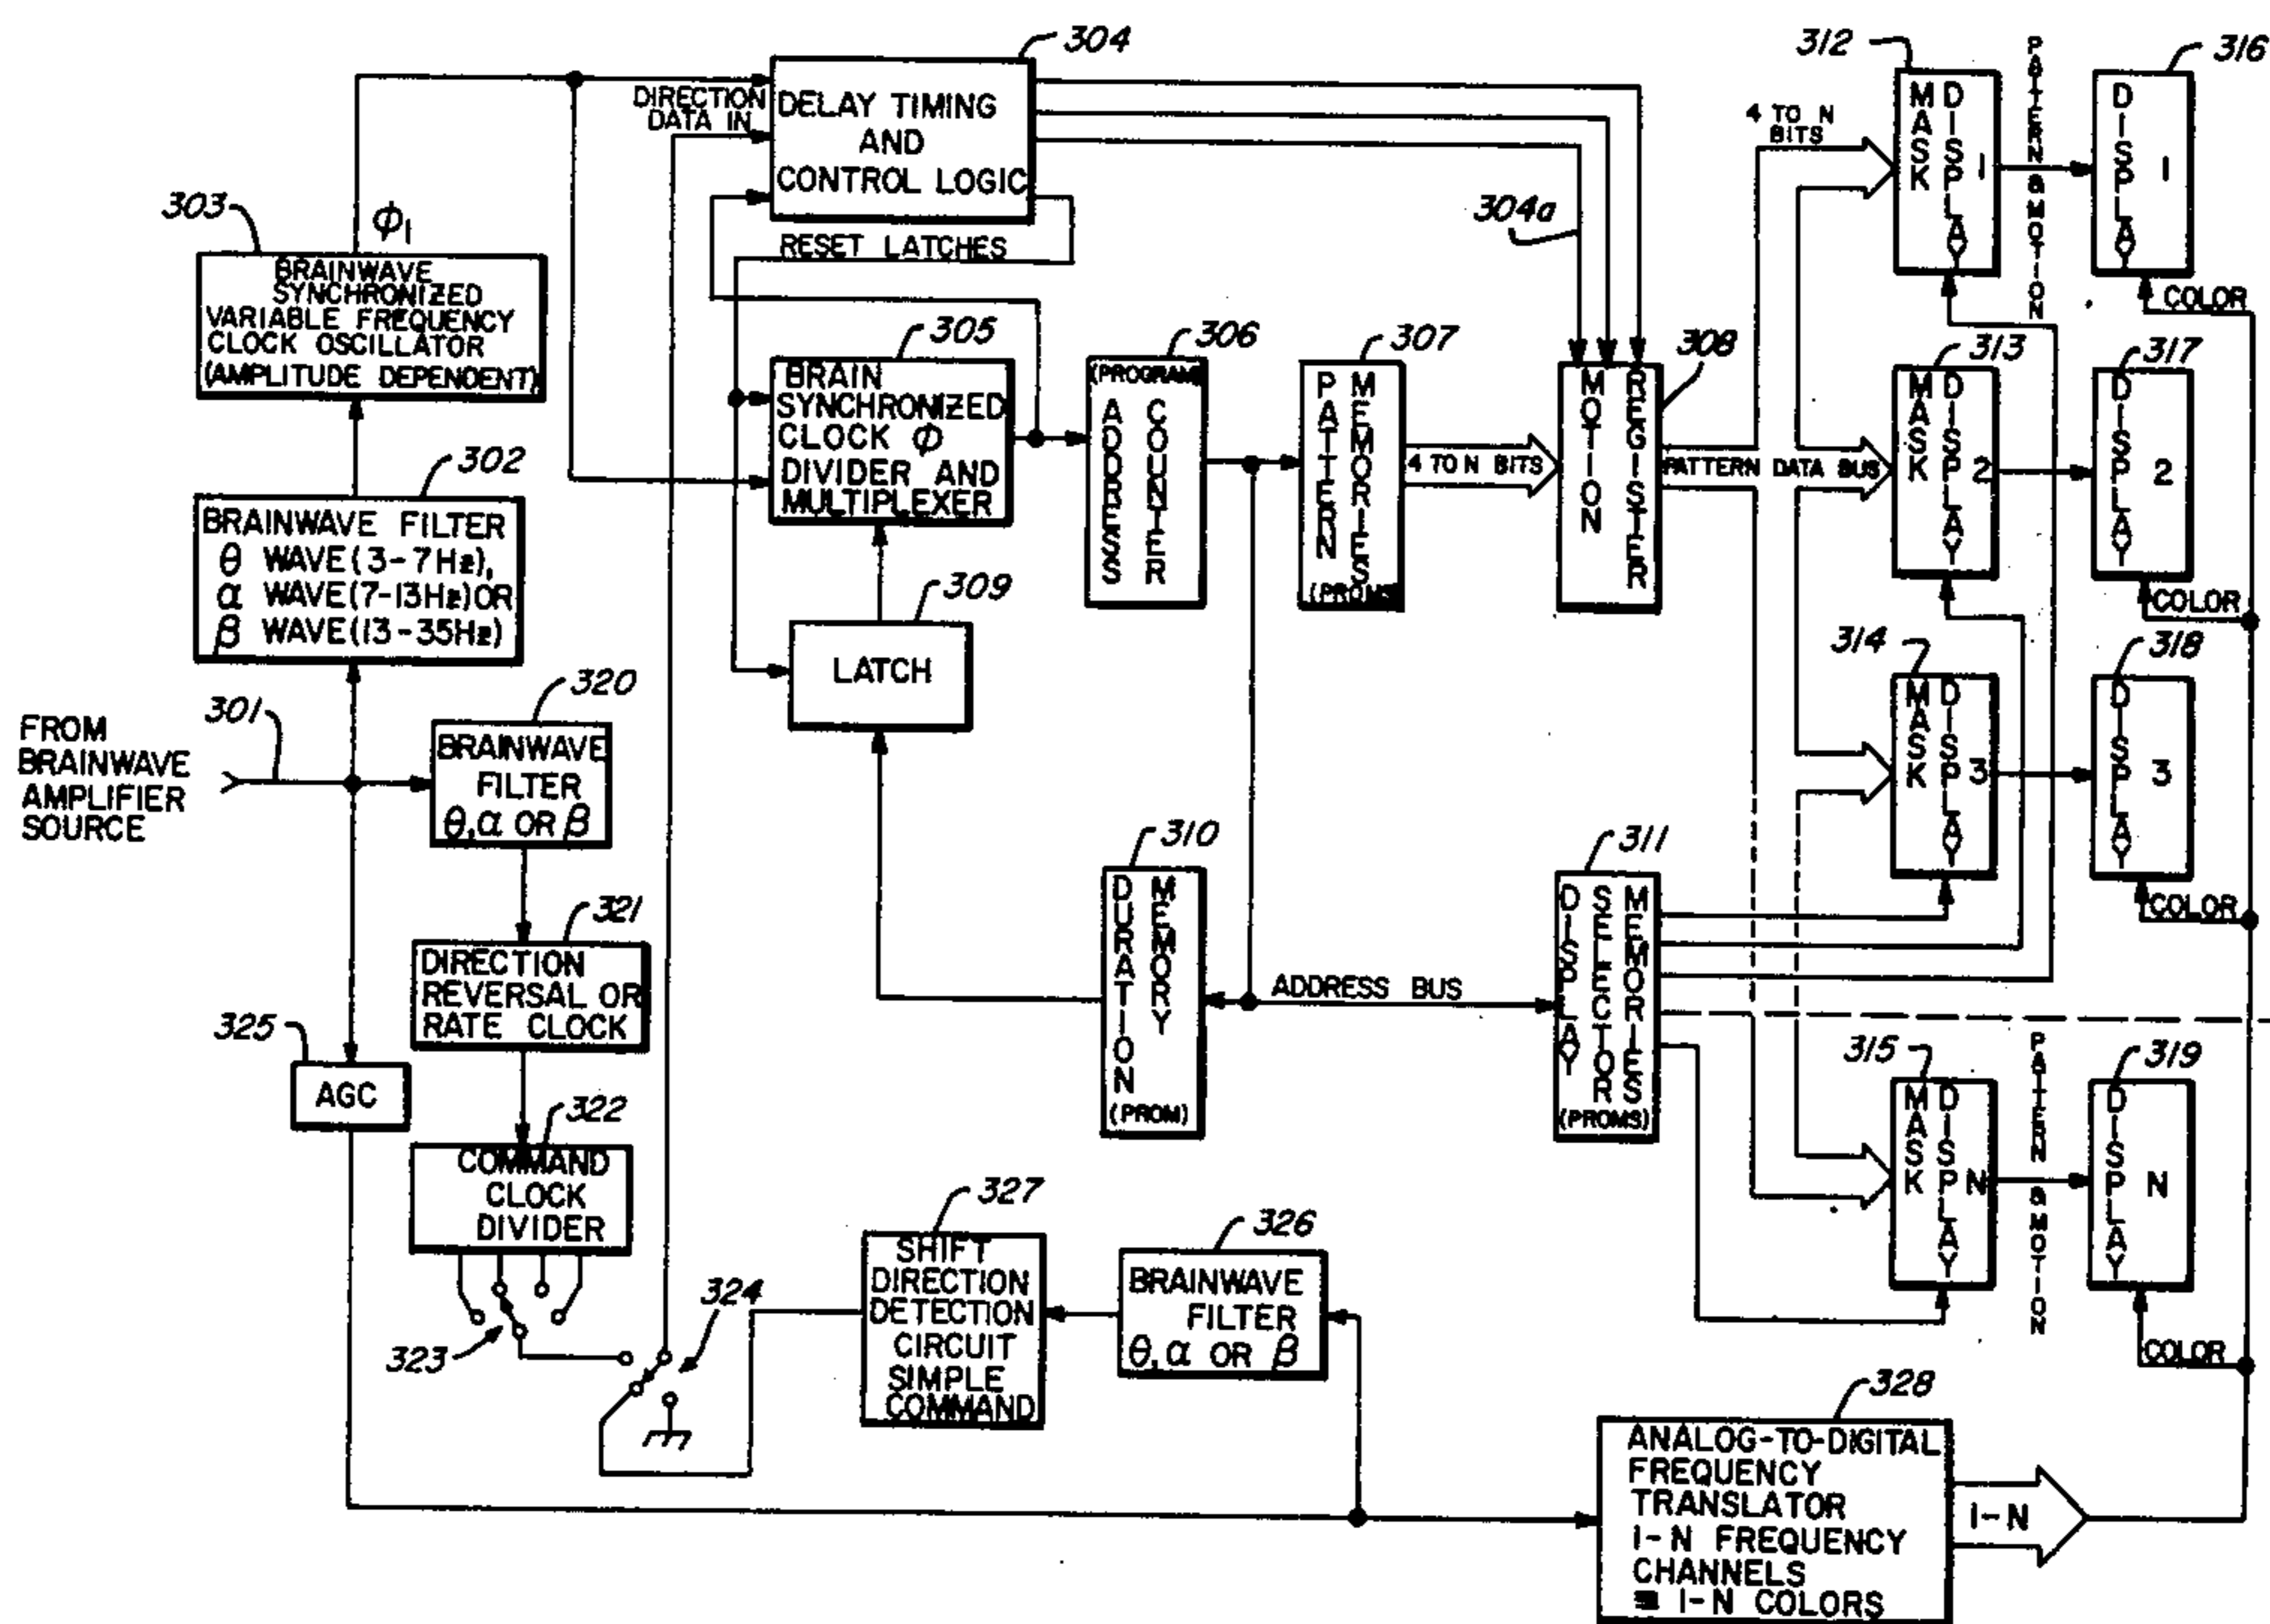 304
DELAY TIMING
AND
CONTROL LOGIC
DIRECTION
DATA IN
RESET LATCHES
304a
303
ϕ1
BRAINWAVE
SYNCHRONIZED
VARIABLE FREQUENCY
CLOCK OSCILLATOR
(AMPLITUDE DEPENDENT)
302
BRAINWAVE FILTER
θ WAVE(3-7Hz),
α WAVE(7-13Hz)OR
β WAVE(13-35Hz)
301
FROM
BRAINWAVE
AMPLIFIER
SOURCE
305
BRAIN
SYNCHRONIZED
CLOCK ϕ
DIVIDER AND
MULTIPLEXER
306
(PROGRAM)
ADDRESS
COUNTER
307
PATTERN
MEMORIES
(PROMS)
4 TO N BITS
308
MOTION
REGISTER
PATTERN DATA BUS
4 TO N
BITS
309
LATCH
310
DURATION
MEMORY
(PROM)
ADDRESS BUS
311
DISPLAY
SELECTOR
MEMORIES
(PROMS)
312
MASK
DISPLAY
1
PATTERN & MOTION
316
DISPLAY
1
COLOR
313
MASK
DISPLAY
2
317
DISPLAY
2
COLOR
314
MASK
DISPLAY
3
318
DISPLAY
3
COLOR
315
MASK
DISPLAY
N
PATTERN & MOTION
319
DISPLAY
N
COLOR
320
BRAINWAVE
FILTER
θ,α OR β
321
DIRECTION
REVERSAL OR
RATE CLOCK
322
COMMAND
CLOCK
DIVIDER
323
324
325
AGC
327
SHIFT
DIRECTION
DETECTION
CIRCUIT
SIMPLE
COMMAND
326
BRAINWAVE
FILTER
θ,α OR β
328
ANALOG-TO-DIGITAL
FREQUENCY
TRANSLATOR
1-N FREQUENCY
CHANNELS
≡ 1-N COLORS
1-N